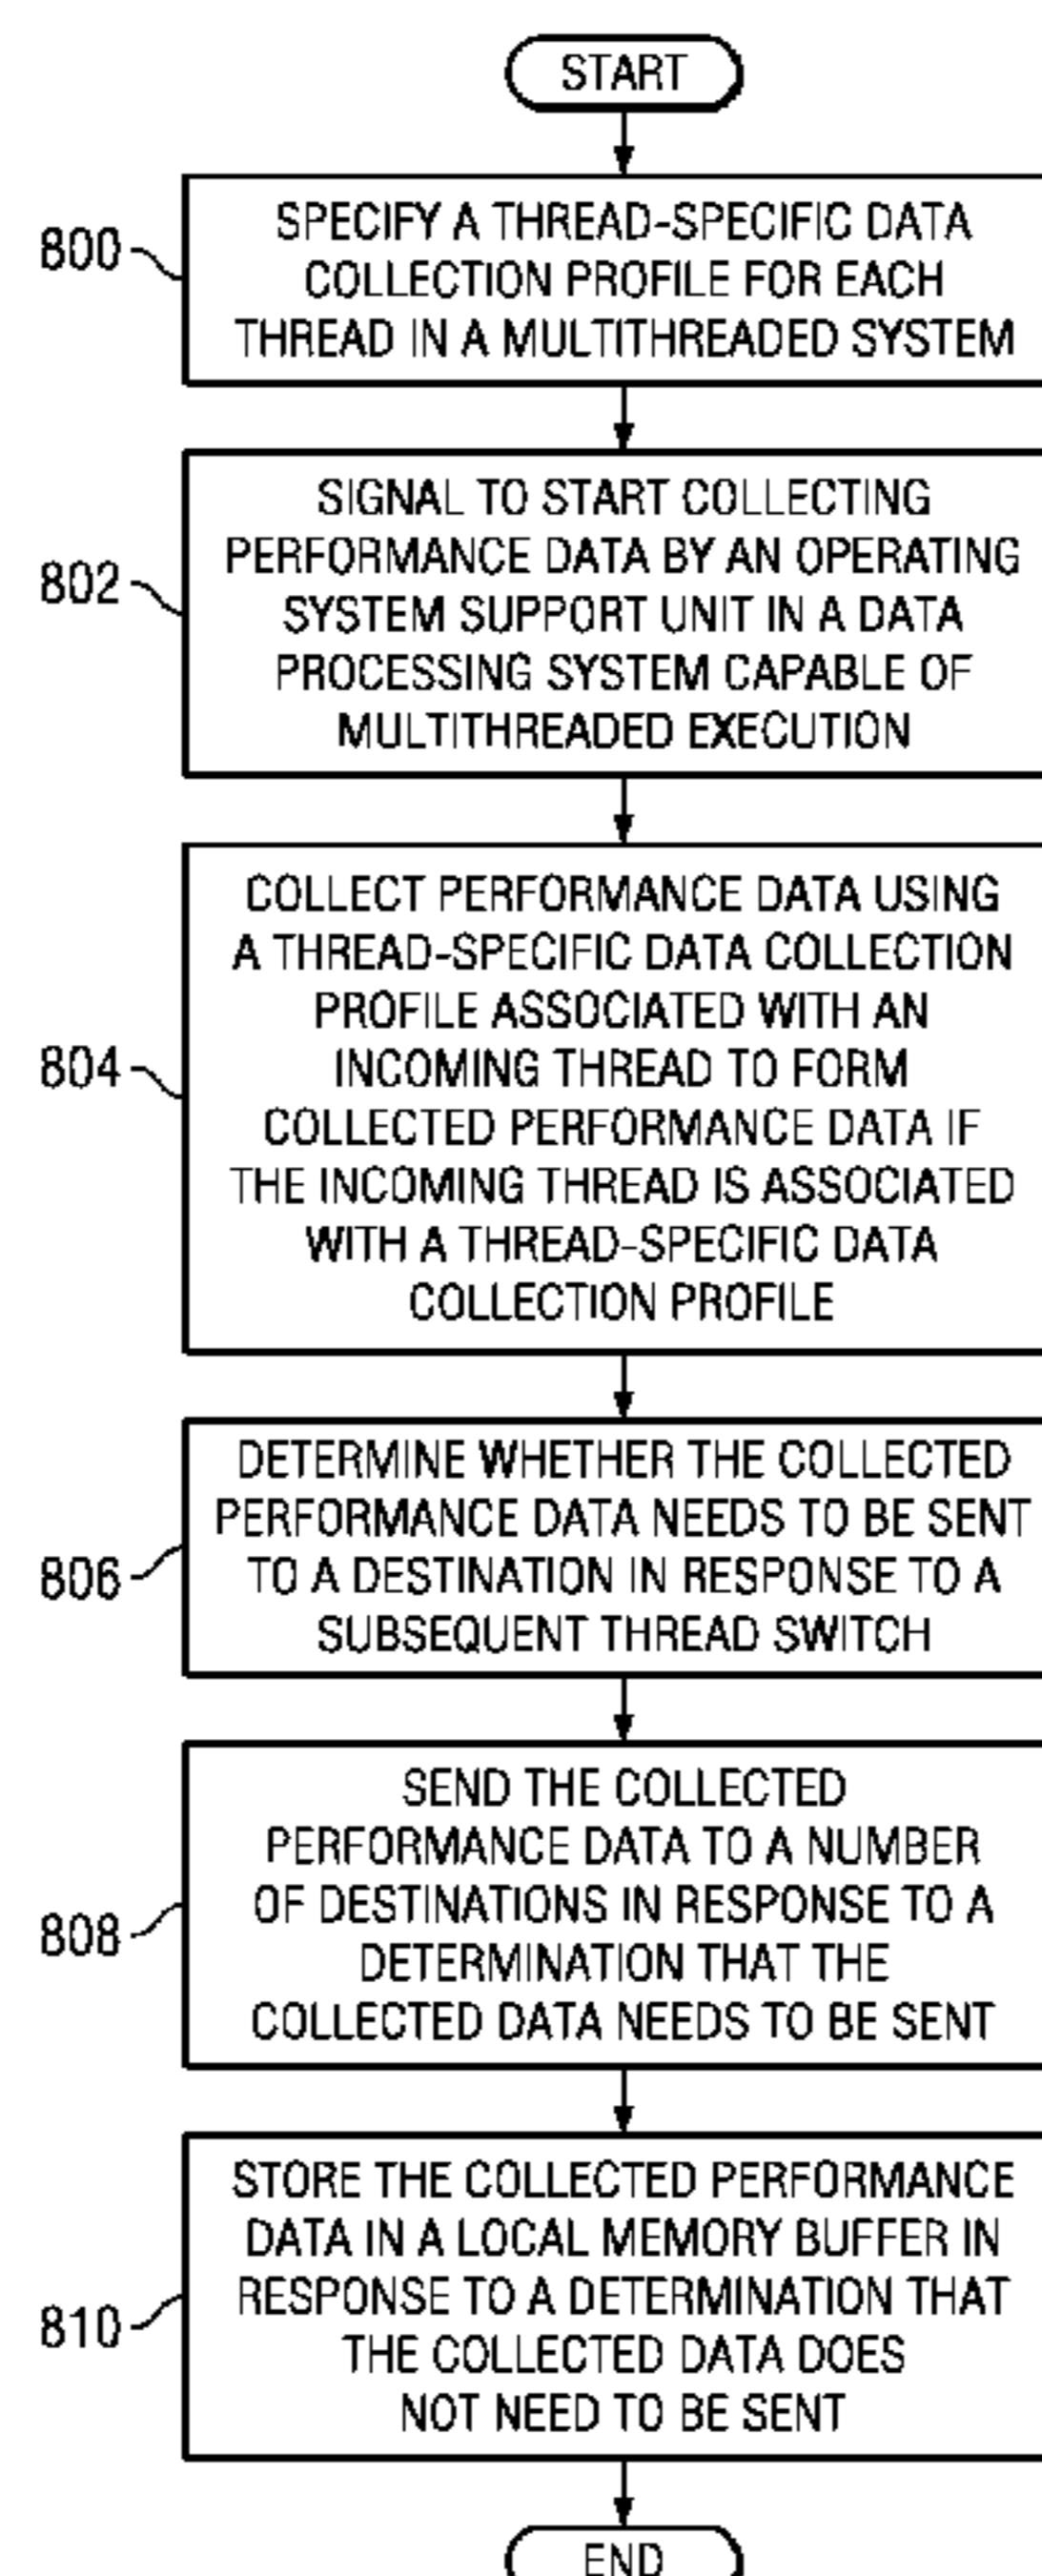 START
800
SPECIFY A THREAD-SPECIFIC DATA
COLLECTION PROFILE FOR EACH
THREAD IN A MULTITHREADED SYSTEM
802
SIGNAL TO START COLLECTING
PERFORMANCE DATA BY AN OPERATING
SYSTEM SUPPORT UNIT IN A DATA
PROCESSING SYSTEM CAPABLE OF
MULTITHREADED EXECUTION
804
COLLECT PERFORMANCE DATA USING
A THREAD-SPECIFIC DATA COLLECTION
PROFILE ASSOCIATED WITH AN
INCOMING THREAD TO FORM
COLLECTED PERFORMANCE DATA IF
THE INCOMING THREAD IS ASSOCIATED
WITH A THREAD-SPECIFIC DATA
COLLECTION PROFILE
806
DETERMINE WHETHER THE COLLECTED
PERFORMANCE DATA NEEDS TO BE SENT
TO A DESTINATION IN RESPONSE TO A
SUBSEQUENT THREAD SWITCH
808
SEND THE COLLECTED
PERFORMANCE DATA TO A NUMBER
OF DESTINATIONS IN RESPONSE TO A
DETERMINATION THAT THE
COLLECTED DATA NEEDS TO BE SENT
810
STORE THE COLLECTED PERFORMANCE
DATA IN A LOCAL MEMORY BUFFER IN
RESPONSE TO A DETERMINATION THAT
THE COLLECTED DATA DOES
NOT NEED TO BE SENT
END